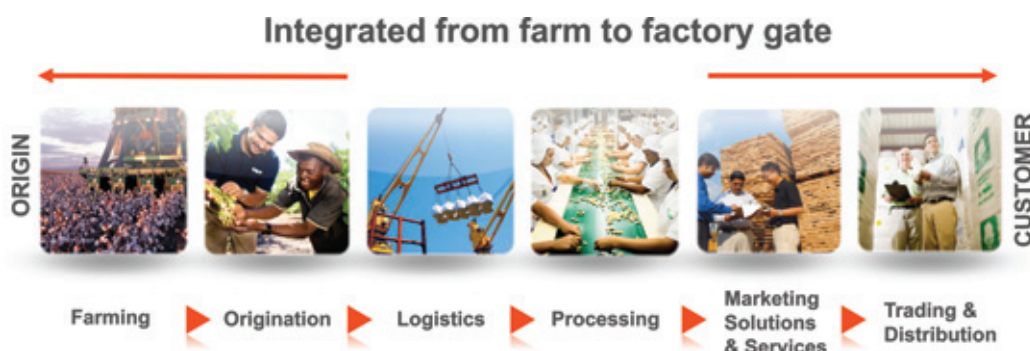 Integrated from farm to factory gate
ORIGIN
CUSTOMER
Farming
Origination
Logistics
Processing
Marketing
Solutions
& Services
Trading &
Distribution